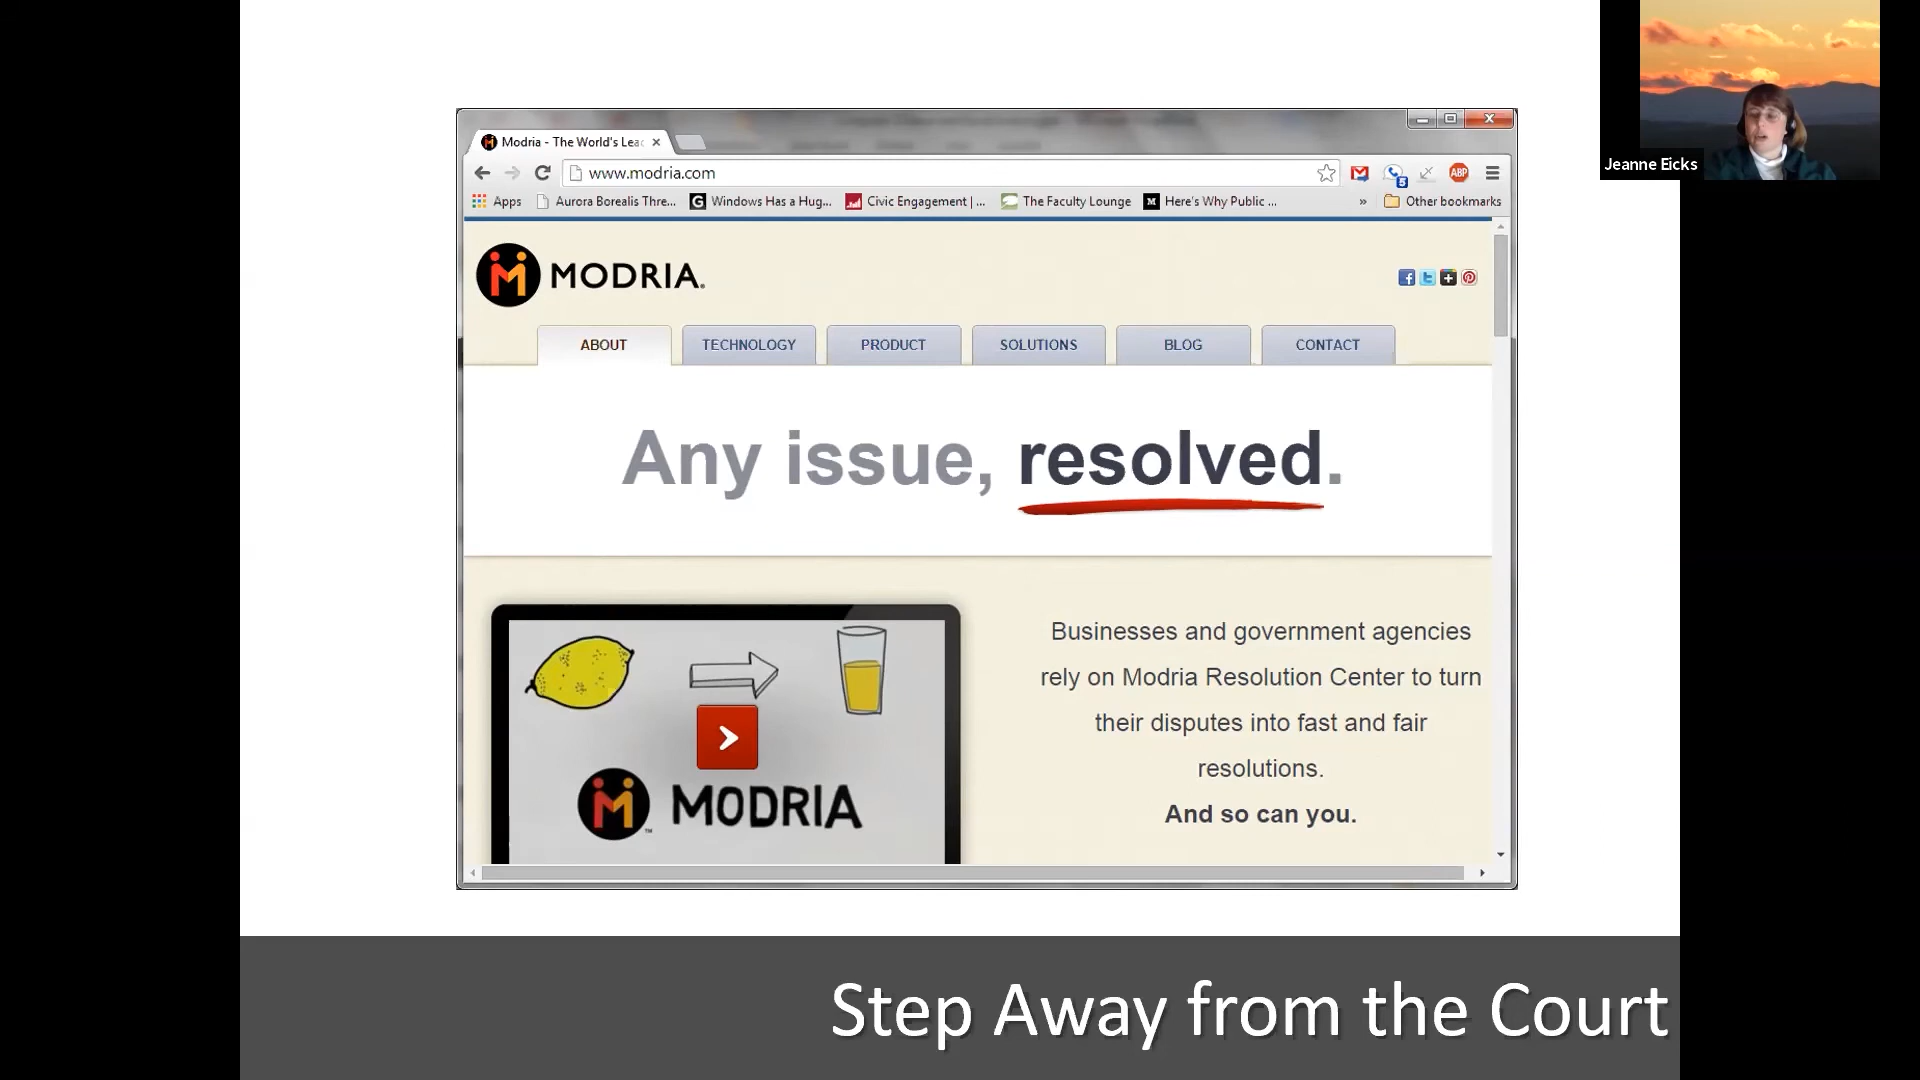 Jeanne Eicks
Modria - The World's Lea
www.modria.com
5
ABP
Apps Aurora Borealis Thre... G Windows Has a Hug... Civic Engagement | ... The Faculty Lounge M Here's Why Public ... » Other bookmarks
MODRIA®
ABOUT TECHNOLOGY PRODUCT SOLUTIONS BLOG CONTACT
Any issue, resolved.
Businesses and government agencies
rely on Modria Resolution Center to turn
their disputes into fast and fair
resolutions.
And so can you.
MODRIA
Step Away from the Court